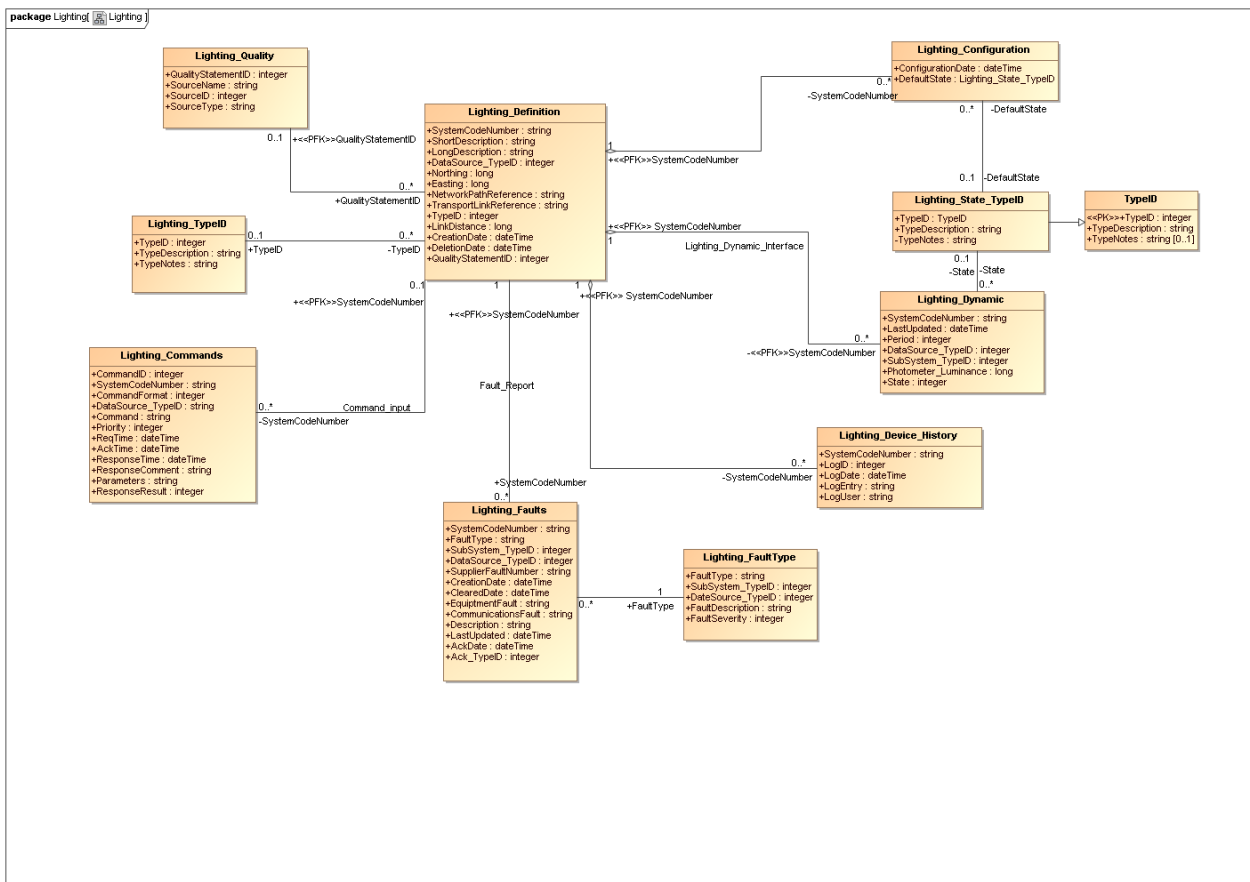 package Lighting[ Lighting ]
Lighting_Quality
+QualityStatementID : integer
+SourceName : string
+SourceID : integer
+SourceType : string
0..1
+<<PFK>>QualityStatementID
0..*
+QualityStatementID
Lighting_Definition
+SystemCodeNumber : string
+ShortDescription : string
+LongDescription : string
+DataSource_TypeID : integer
+Northing : long
+Easting : long
+NetworkPathReference : string
+TransportLinkReference : string
+TypeID : integer
+LinkDistance : long
+CreationDate : dateTime
+DeletionDate : dateTime
+QualityStatementID : integer
Lighting_Configuration
+ConfigurationDate : dateTime
+DefaultState : Lighting_State_TypeID
0..*
-SystemCodeNumber
1
+<<PFK>>SystemCodeNumber
0..*
-DefaultState
0..1
-DefaultState
Lighting_State_TypeID
+TypeID : TypeID
+TypeDescription : string
-TypeNotes : string
TypeID
<<PK>>+TypeID : integer
+TypeDescription : string
+TypeNotes : string [0..1]
Lighting_TypeID
+TypeID : integer
+TypeDescription : string
+TypeNotes : string
0..1
+TypeID
0..*
-TypeID
+<<PFK>> SystemCodeNumber
1
Lighting_Dynamic_Interface
0..1
-State
-State
0..*
Lighting_Dynamic
+SystemCodeNumber : string
+LastUpdated : dateTime
+Period : integer
+DataSource_TypeID : integer
+SubSystem_TypeID : integer
+Photometer_Luminance : long
+State : integer
0..*
-<<PFK>>SystemCodeNumber
0..1
+<<PFK>>SystemCodeNumber
1
+<<PFK>>SystemCodeNumber
1
+<<PFK>> SystemCodeNumber
Lighting_Commands
+CommandID : integer
+SystemCodeNumber : string
+CommandFormat : integer
+DataSource_TypeID : string
+Command : string
+Priority : integer
+ReqTime : dateTime
+AckTime : dateTime
+ResponseTime : dateTime
+ResponseComment : string
+Parameters : string
+ResponseResult : integer
0..*
-SystemCodeNumber
Command_input
Fault_Report
Lighting_Device_History
+SystemCodeNumber : string
+LogID : integer
+LogDate : dateTime
+LogEntry : string
+LogUser : string
0..*
-SystemCodeNumber
+SystemCodeNumber
0..*
Lighting_Faults
+SystemCodeNumber : string
+FaultType : string
+SubSystem_TypeID : integer
+DataSource_TypeID : integer
+SupplierFaultNumber : string
+CreationDate : dateTime
+ClearedDate : dateTime
+EquiptmentFault : string
+CommunicationsFault : string
+Description : string
+LastUpdated : dateTime
+AckDate : dateTime
+Ack_TypeID : integer
0..*
1
+FaultType
Lighting_FaultType
+FaultType : string
+SubSystem_TypeID : integer
+DateSource_TypeID : integer
+FaultDescription : string
+FaultSeverity : integer